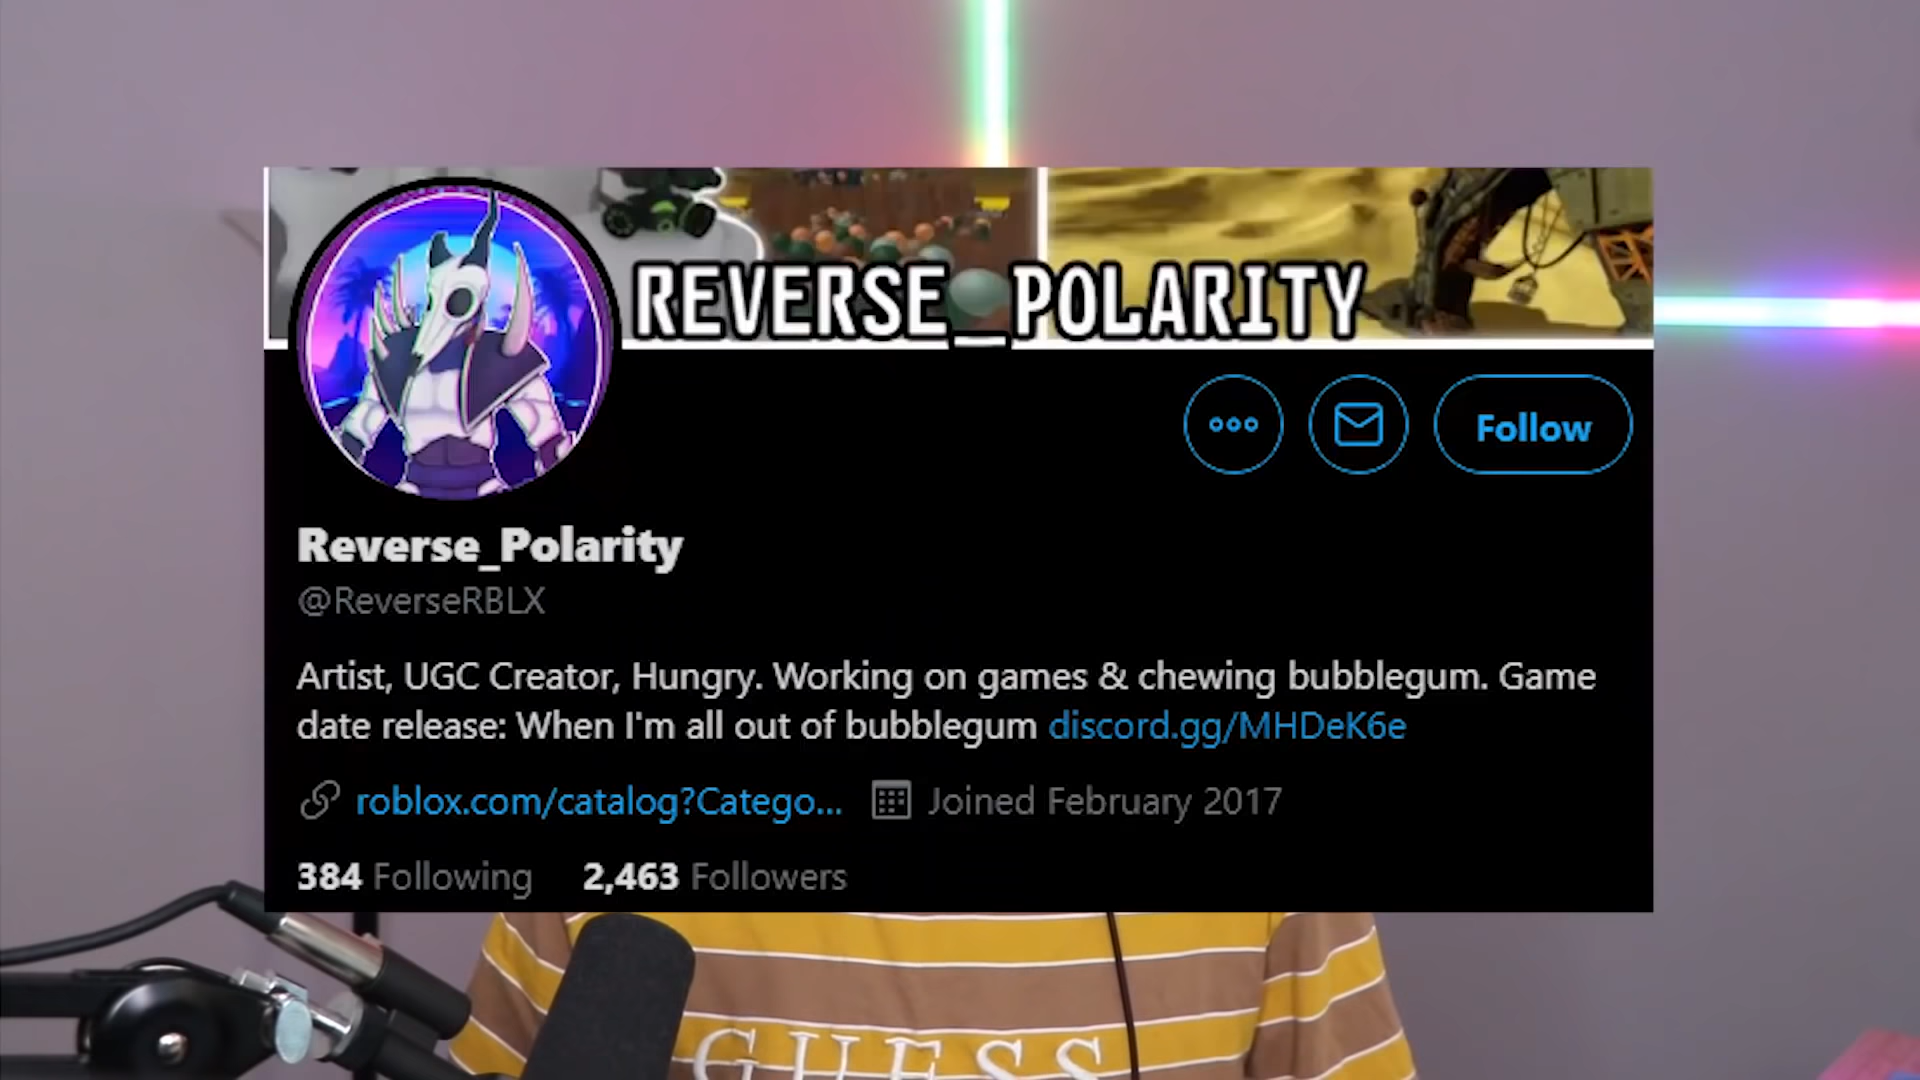 REVERSE_POLARITY
Follow
Reverse_Polarity
@ReverseRBLX
Artist, UGC Creator, Hungry. Working on games & chewing bubblegum. Game
date release: When I'm all out of bubblegum discord.gg/MHDeK6e
roblox.com/catalog?Catego... Joined February 2017
384 Following 2,463 Followers
GUESS